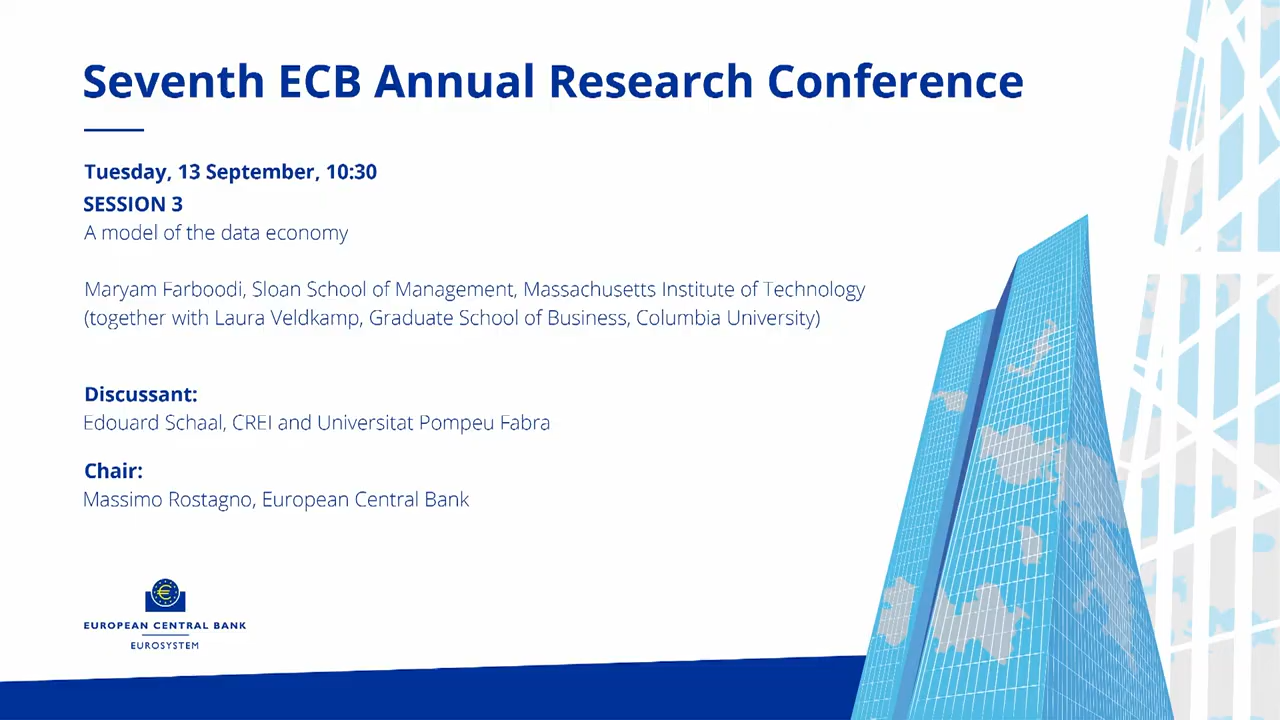 Seventh ECB Annual Research Conference
Tuesday, 13 September, 10:30
SESSION 3
A model of the data economy
Maryam Farboodi, Sloan School of Management, Massachusetts Institute of Technology
(together with Laura Veldkamp, Graduate School of Business, Columbia University)
Discussant:
Edouard Schaal, CREI and Universitat Pompeu Fabra
Chair:
Massimo Rostagno, European Central Bank
€
EUROPEAN CENTRAL BANK
EUROSYSTEM